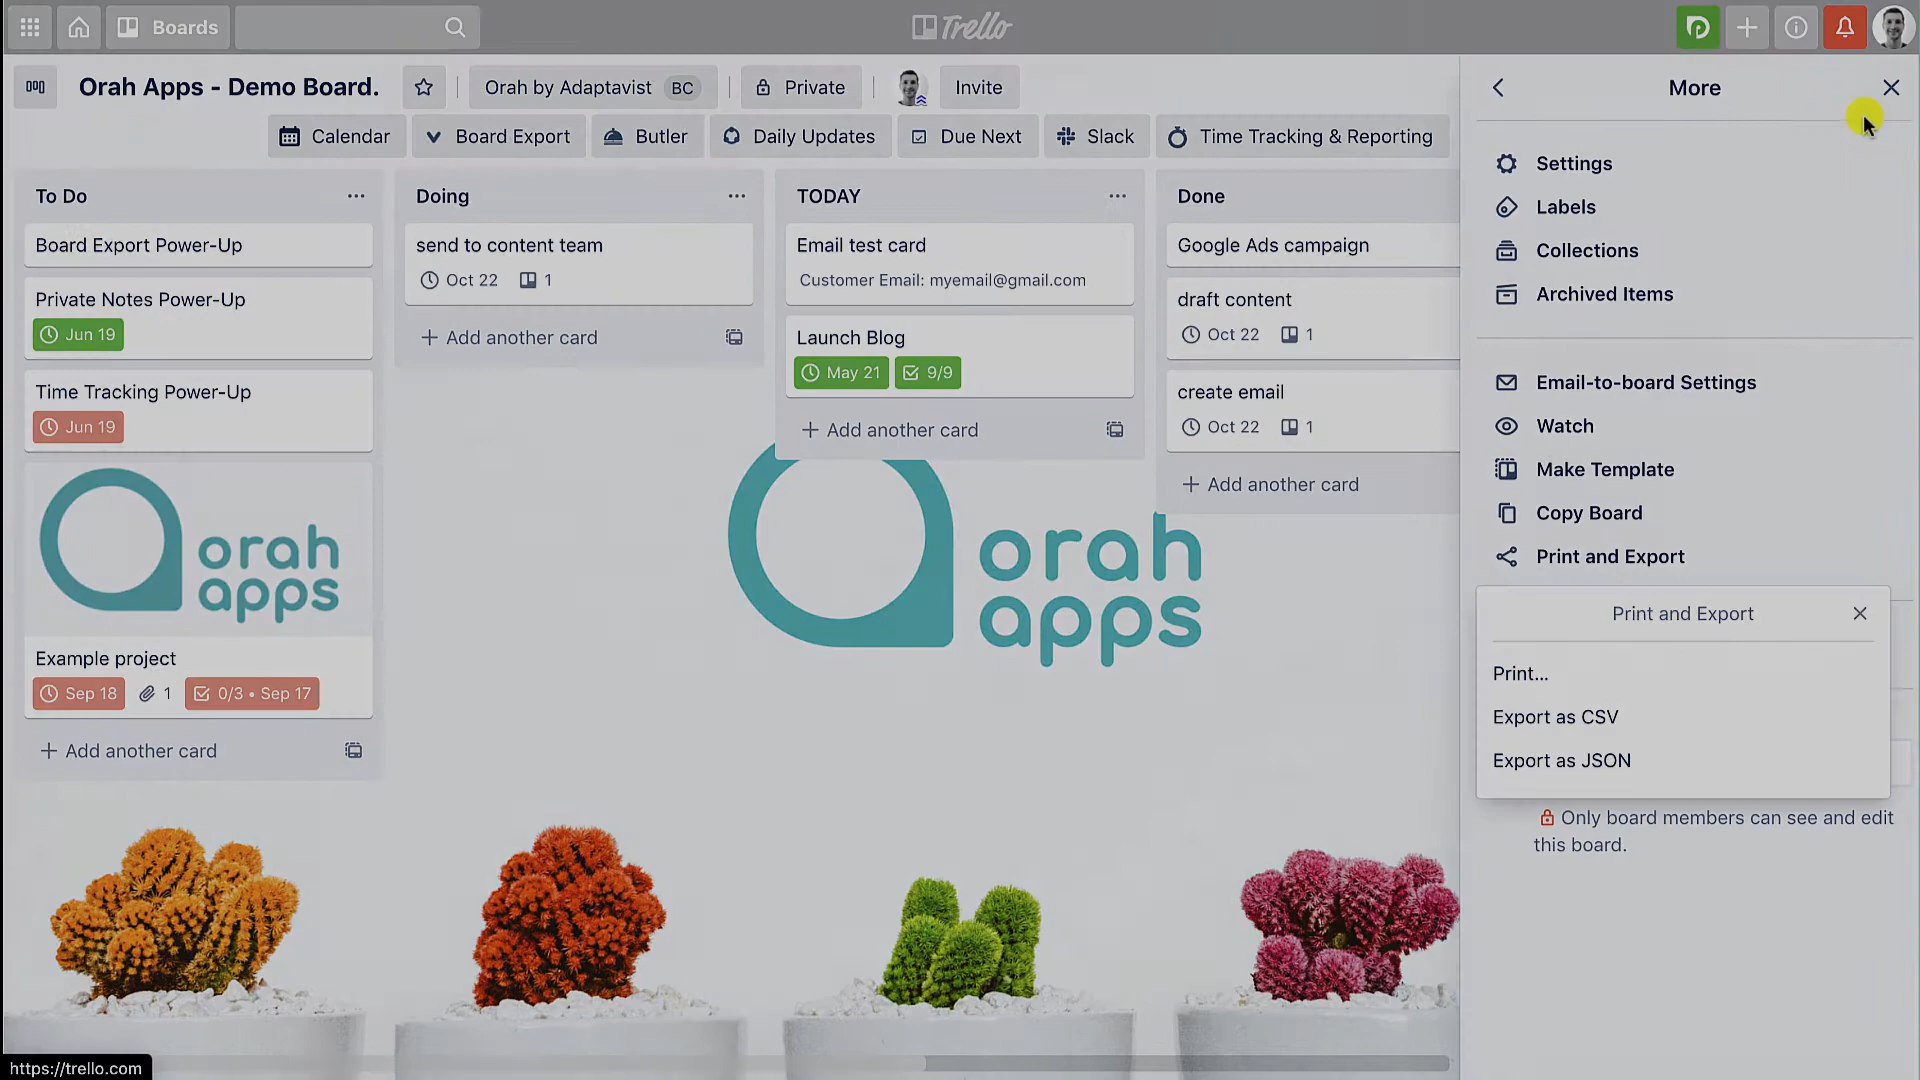 Boards
Trello
Orah Apps - Demo Board.
Orah by Adaptavist BC
Private
Invite
Calendar
Board Export
Butler
Daily Updates
Due Next
Slack
Time Tracking & Reporting
To Do
Board Export Power-Up
Private Notes Power-Up
Jun 19
Time Tracking Power-Up
Jun 19
orah
apps
Example project
Sep 18 1 0/3 • Sep 17
+ Add another card
Doing
send to content team
Oct 22 1
+ Add another card
TODAY
Email test card
Customer Email: myemail@gmail.com
Launch Blog
May 21 9/9
+ Add another card
orah
apps
Done
Google Ads campaign
draft content
Oct 22 1
create email
Oct 22 1
+ Add another card
More
Settings
Labels
Collections
Archived Items
Email-to-board Settings
Watch
Make Template
Copy Board
Print and Export
Print and Export
Print...
Export as CSV
Export as JSON
Only board members can see and edit
this board.
https://trello.com